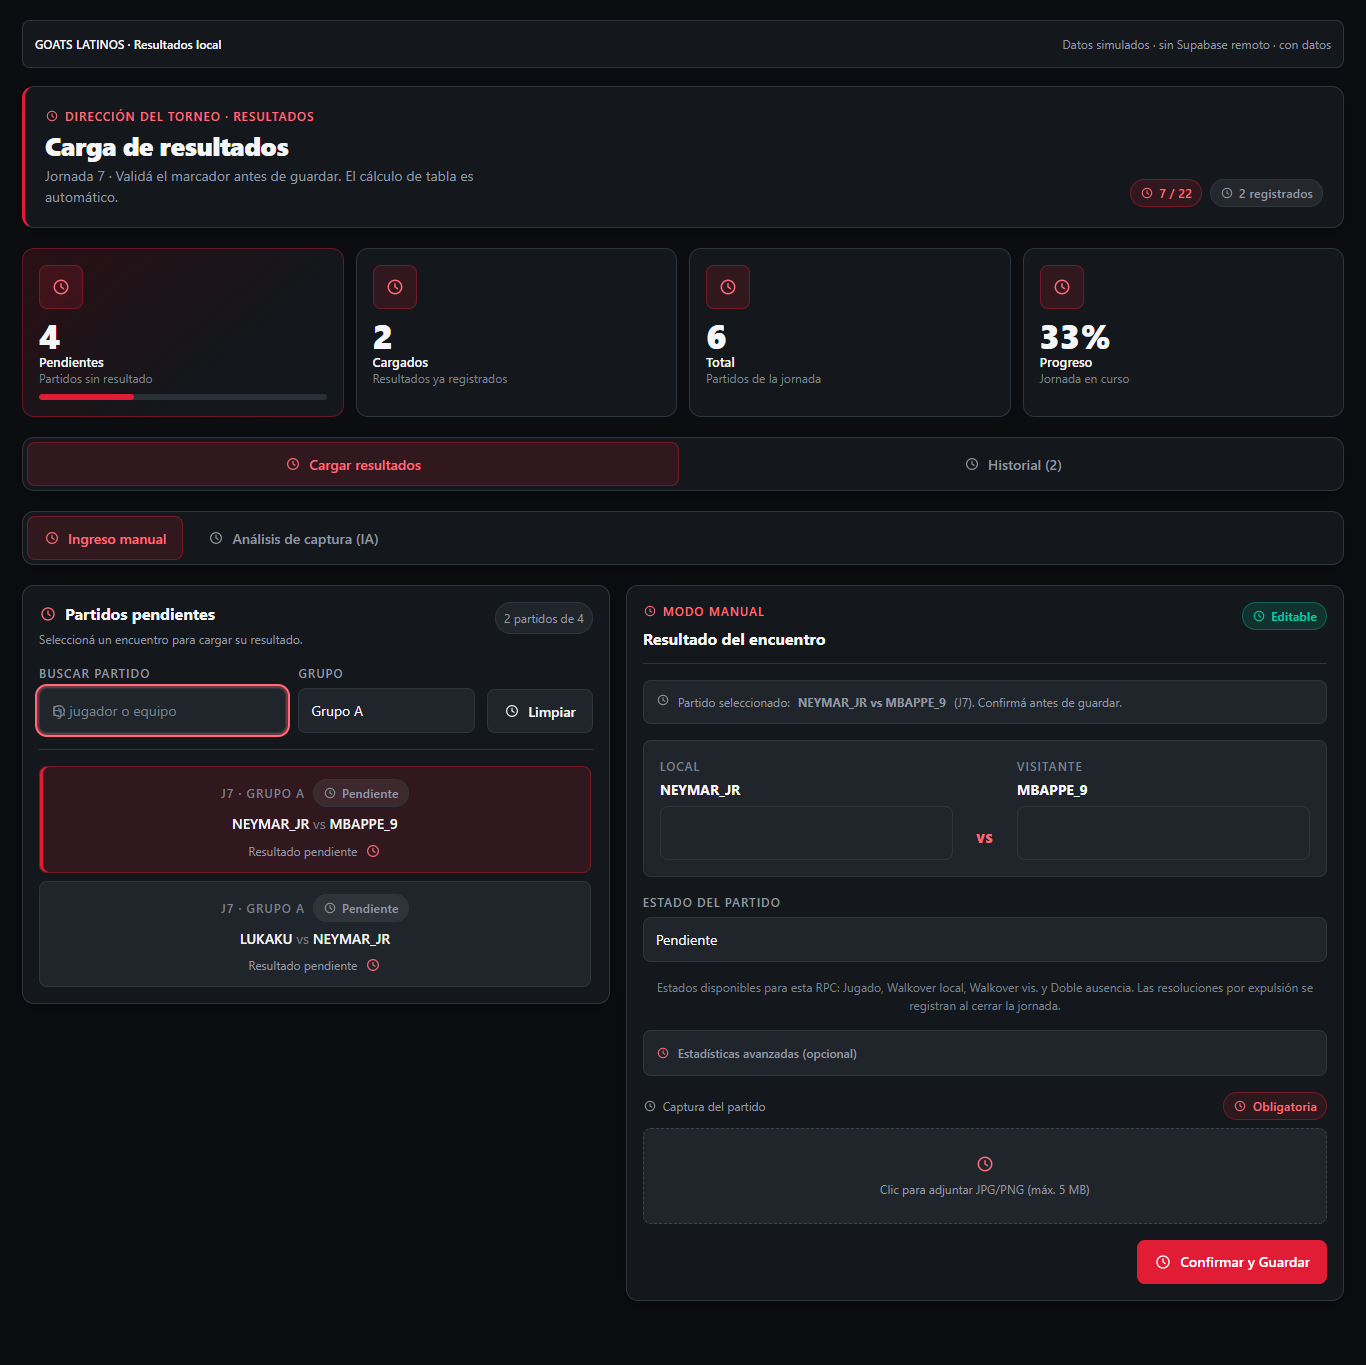 GOATS LATINOS · Resultados local
Datos simulados · sin Supabase remoto · con datos
DIRECCIÓN DEL TORNEO · RESULTADOS
Carga de resultados
Jornada 7 · Validá el marcador antes de guardar. El cálculo de tabla es
automático.
7 / 22
2 registrados
4
Pendientes
Partidos sin resultado
2
Cargados
Resultados ya registrados
6
Total
Partidos de la jornada
33%
Progreso
Jornada en curso
Cargar resultados
Historial (2)
Ingreso manual
Análisis de captura (IA)
Partidos pendientes
Seleccioná un encuentro para cargar su resultado.
2 partidos de 4
BUSCAR PARTIDO
GRUPO
jugador o equipo
Grupo A
Limpiar
J7 · GRUPO A
Pendiente
NEYMAR_JR vs MBAPPE_9
Resultado pendiente
J7 · GRUPO A
Pendiente
LUKAKU vs NEYMAR_JR
Resultado pendiente
MODO MANUAL
Resultado del encuentro
Editable
Partido seleccionado: NEYMAR_JR vs MBAPPE_9 (J7). Confirmá antes de guardar.
LOCAL
NEYMAR_JR
vs
VISITANTE
MBAPPE_9
ESTADO DEL PARTIDO
Pendiente
Estados disponibles para esta RPC: Jugado, Walkover local, Walkover vis. y Doble ausencia. Las resoluciones por expulsión se
registran al cerrar la jornada.
Estadísticas avanzadas (opcional)
Captura del partido
Obligatoria
Clic para adjuntar JPG/PNG (máx. 5 MB)
Confirmar y Guardar